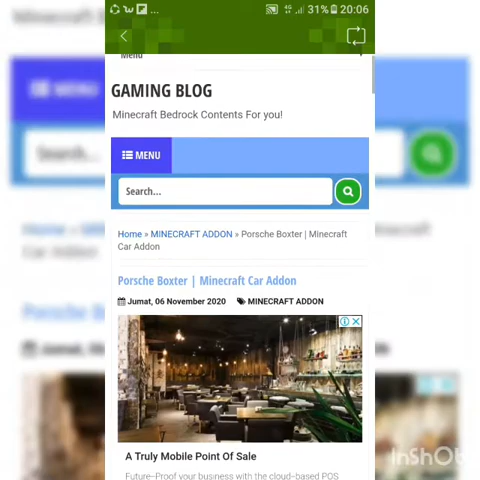 31% 20:06
Menu
GAMING BLOG
Minecraft Bedrock Contents For you!
MENU
Search...
Home » MINECRAFT ADDON » Porsche Boxter | Minecraft
Car Addon
Porsche Boxter | Minecraft Car Addon
Jumat, 06 November 2020 MINECRAFT ADDON
A Truly Mobile Point Of Sale
Future-Proof your business with the cloud-based POS
InShOt